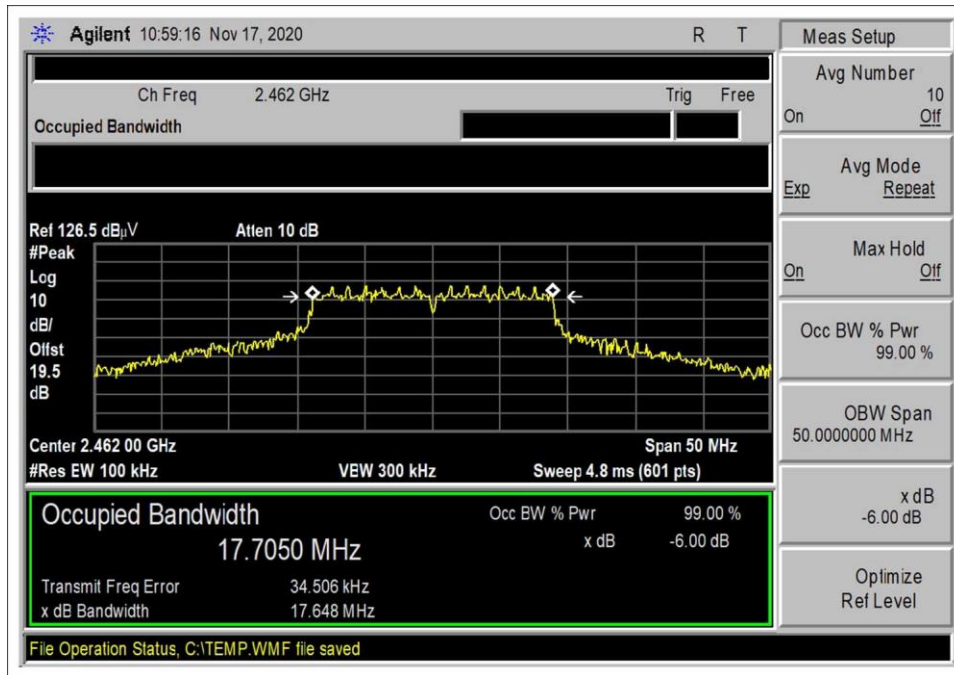 Agilent 10:59:16 Nov 17, 2020 R T
Ch Freq 2.462 GHz Trig Free
Occupied Bandwidth
Ref 126.5 dBµV Atten 10 dB
#Peak
Log
10
dB/
Offst
19.5
dB
Center 2.462 00 GHz Span 50 MHz
#Res EW 100 kHz VBW 300 kHz Sweep 4.8 ms (601 pts)
Occupied Bandwidth Occ BW % Pwr 99.00 %
17.7050 MHz x dB -6.00 dB
Transmit Freq Error 34.506 kHz
x dB Bandwidth 17.648 MHz
File Operation Status, C:\TEMP.WMF file saved
Meas Setup
Avg Number
10
On Off
Avg Mode
Exp Repeat
Max Hold
On Off
Occ BW % Pwr
99.00 %
OBW Span
50.0000000 MHz
x dB
-6.00 dB
Optimize
Ref Level